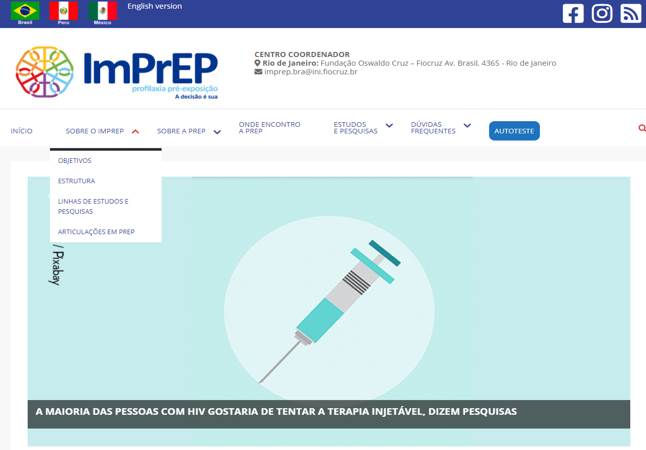 English version
Brasil
Peru
México
ImPrEP
profilaxia pré-exposição
A decisão é sua
CENTRO COORDENADOR
Rio de Janeiro: Fundação Oswaldo Cruz – Fiocruz Av. Brasil, 4365 - Rio de Janeiro
imprep.bra@ini.fiocruz.br
INÍCIO
SOBRE O IMPREP
SOBRE A PREP
ONDE ENCONTRO
A PREP
ESTUDOS
E PESQUISAS
DÚVIDAS
FREQUENTES
AUTOTESTE
OBJETIVOS
ESTRUTURA
LINHAS DE ESTUDOS E
PESQUISAS
ARTICULAÇÕES EM PREP
/ Pixabay
A MAIORIA DAS PESSOAS COM HIV GOSTARIA DE TENTAR A TERAPIA INJETÁVEL, DIZEM PESQUISAS